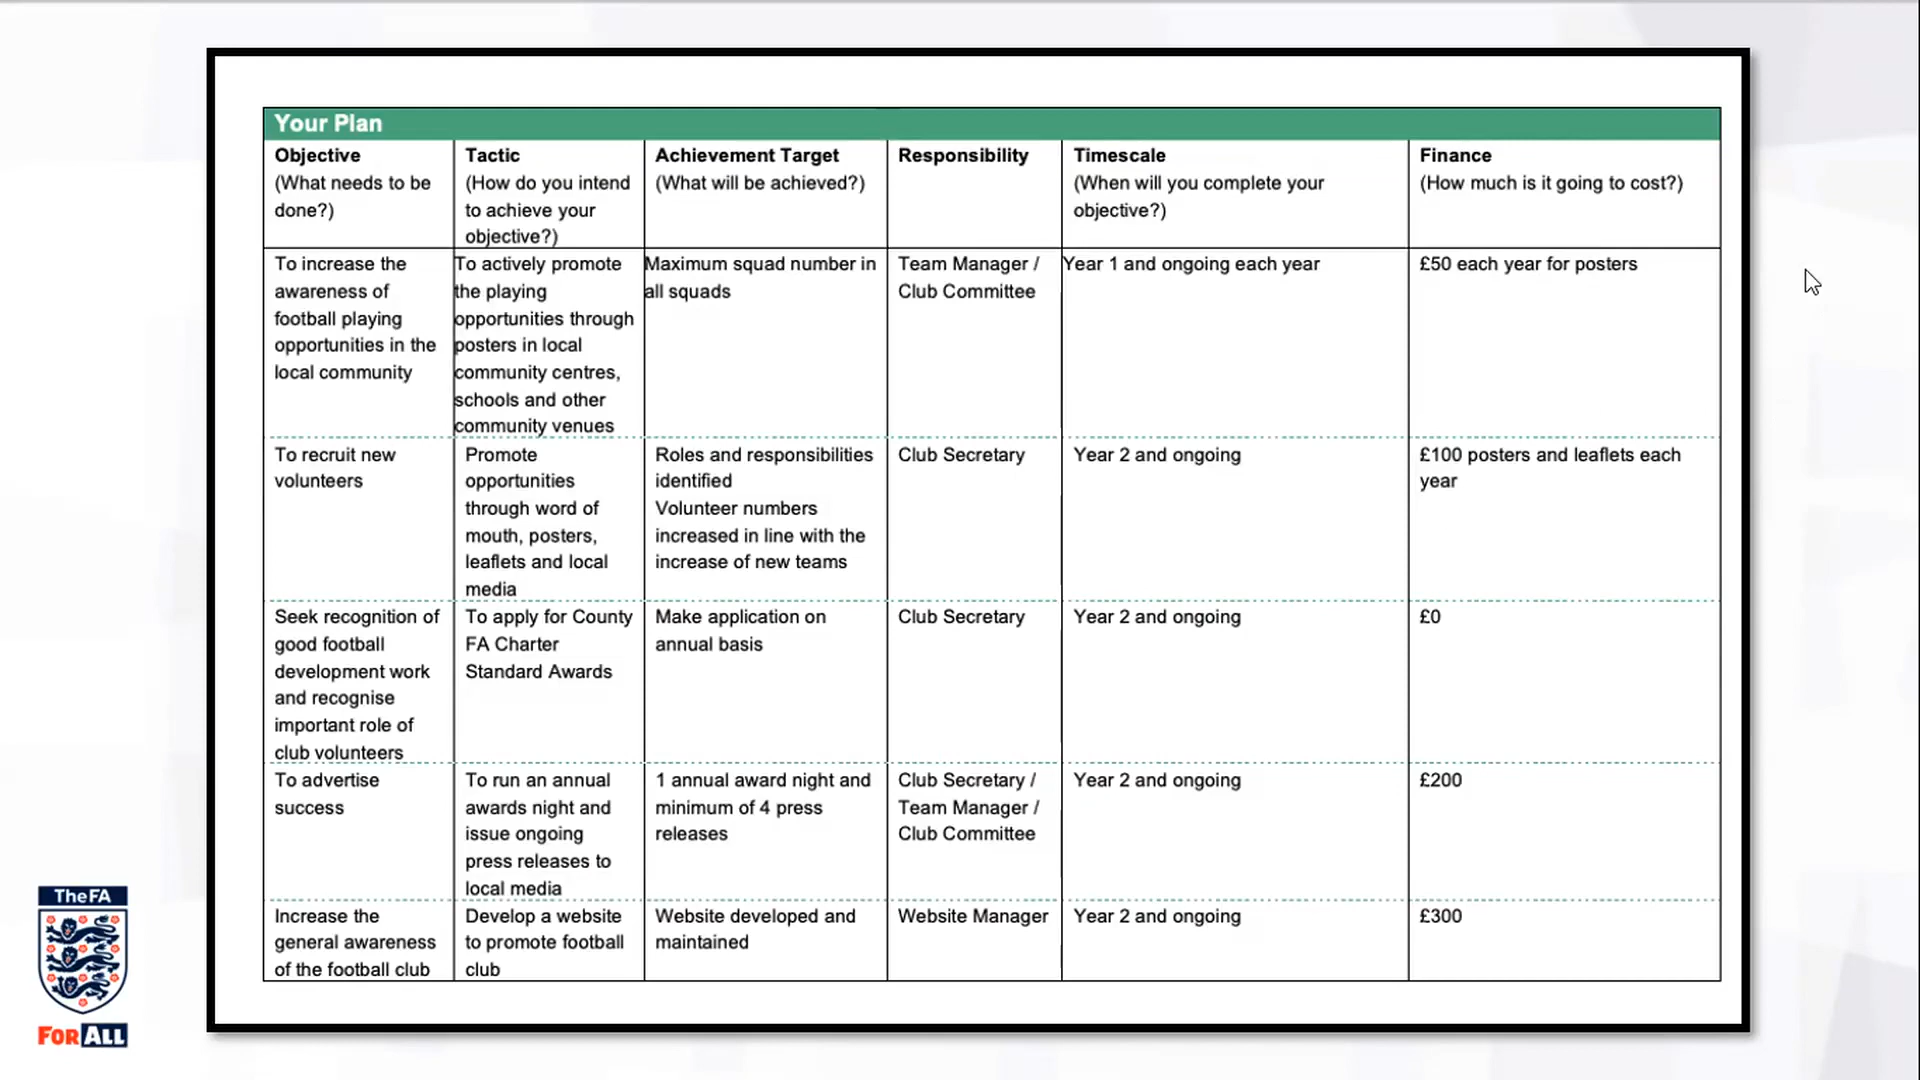 Your Plan
Objective
(What needs to be
done?)
Tactic
(How do you intend
to achieve your
objective?)
Achievement Target
(What will be achieved?)
Responsibility
Timescale
(When will you complete your
objective?)
Finance
(How much is it going to cost?)
To increase the
awareness of
football playing
opportunities in the
local community
To actively promote
the playing
opportunities through
posters in local
community centres,
schools and other
community venues
Maximum squad number in
all squads
Team Manager /
Club Committee
Year 1 and ongoing each year
£50 each year for posters
To recruit new
volunteers
Promote
opportunities
through word of
mouth, posters,
leaflets and local
media
Roles and responsibilities
identified
Volunteer numbers
increased in line with the
increase of new teams
Club Secretary
Year 2 and ongoing
£100 posters and leaflets each
year
Seek recognition of
good football
development work
and recognise
important role of
club volunteers
To apply for County
FA Charter
Standard Awards
Make application on
annual basis
Club Secretary
Year 2 and ongoing
£0
To advertise
success
To run an annual
awards night and
issue ongoing
press releases to
local media
1 annual award night and
minimum of 4 press
releases
Club Secretary /
Team Manager /
Club Committee
Year 2 and ongoing
£200
Increase the
general awareness
of the football club
Develop a website
to promote football
club
Website developed and
maintained
Website Manager
Year 2 and ongoing
£300
The FA
FOR ALL